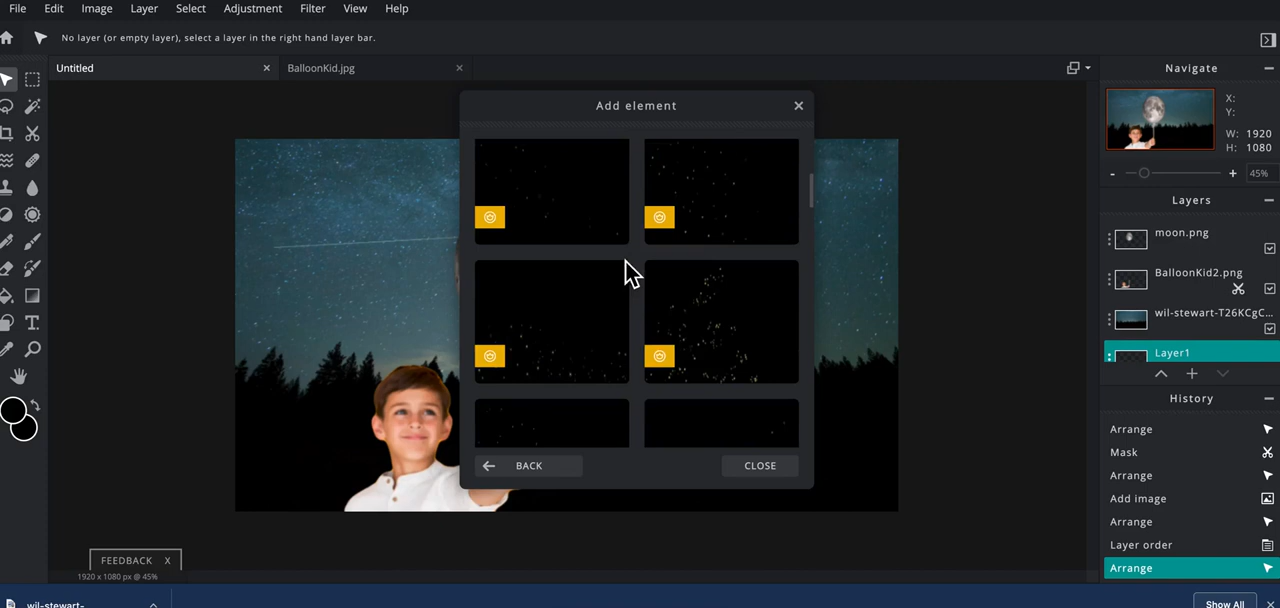 File Edit Image Layer Select Adjustment Filter View Help
No layer (or empty layer), select a layer in the right hand layer bar.
Untitled × BalloonKid.jpg ×
Add element ×
BACK CLOSE
FEEDBACK X
1920 x 1080 px @ 45%
wil-stewart-
Navigate
X:
Y:
W: 1920
H: 1080
- + 45%
Layers
moon.png
BalloonKid2.png
wil-stewart-T26KCgC...
Layer1
History
Arrange
Mask
Arrange
Add image
Arrange
Layer order
Arrange
Show All ×